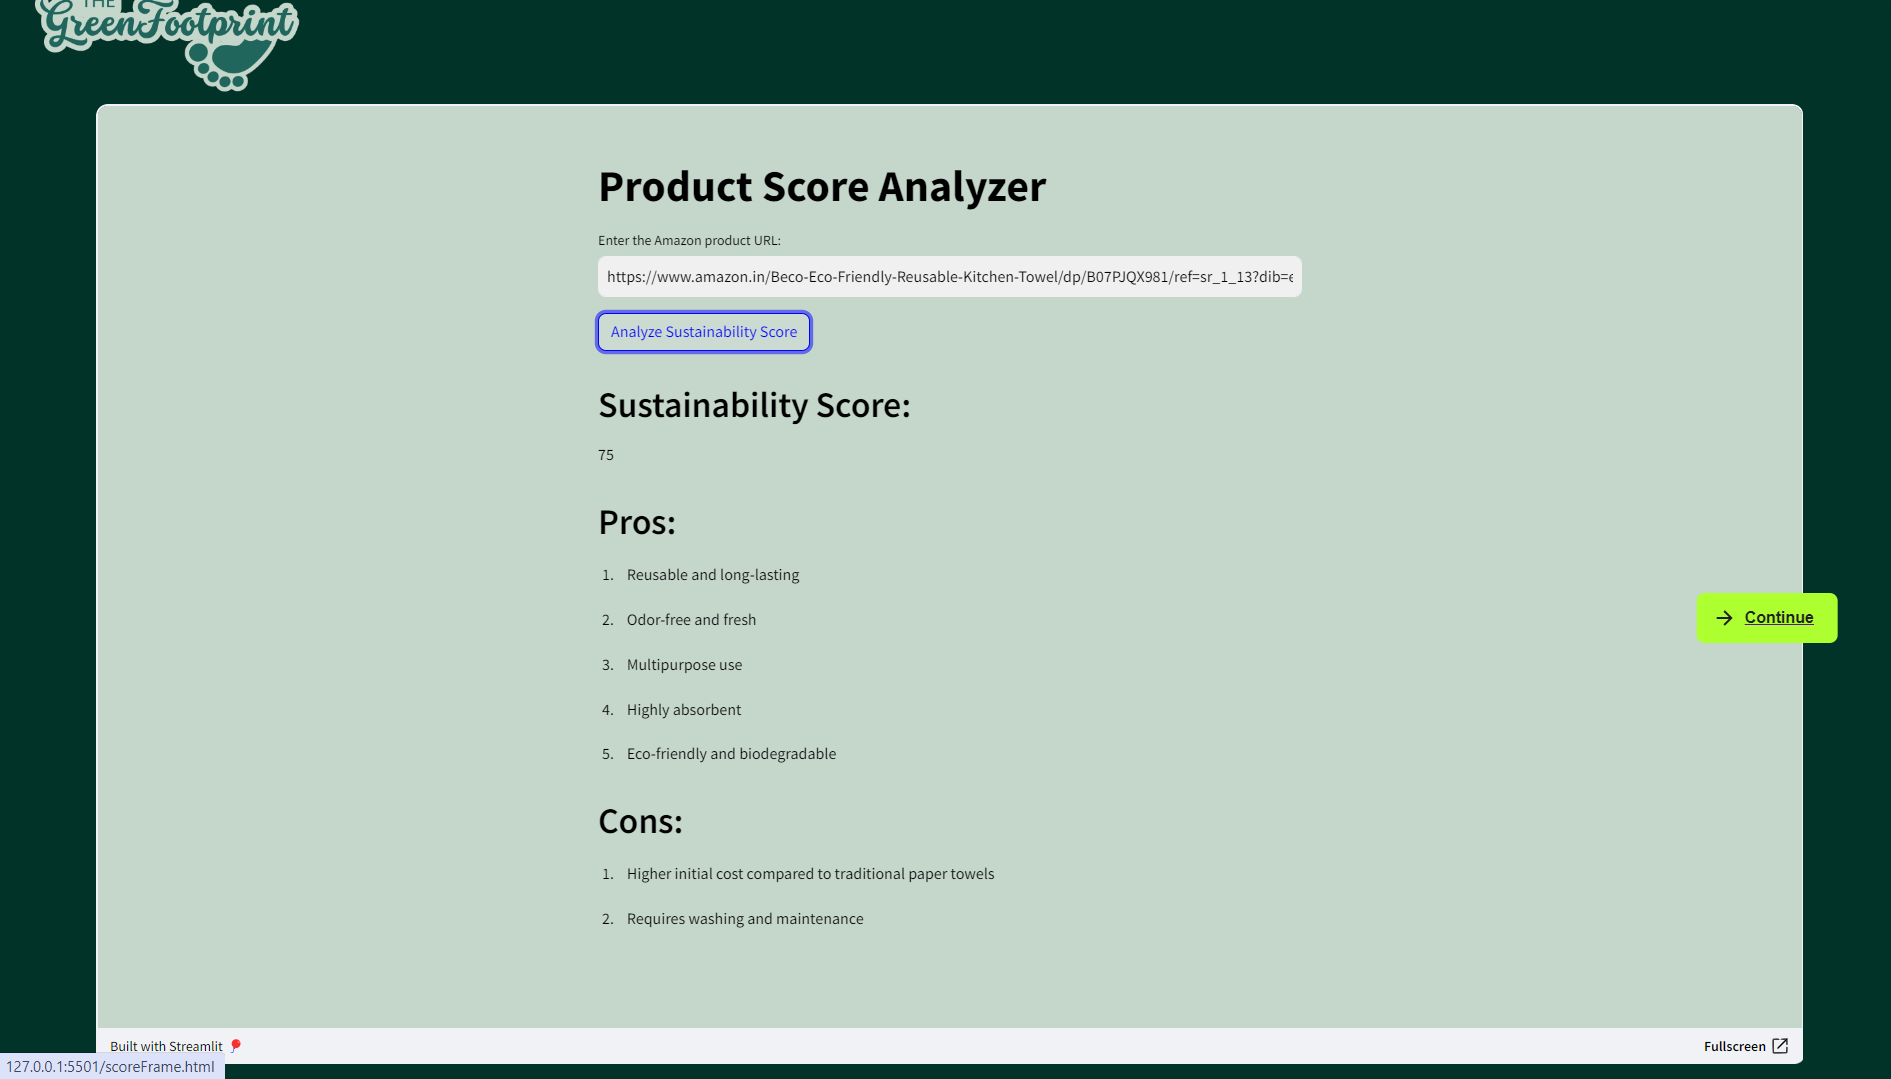 THE
GreenFootprint
Product Score Analyzer
Enter the Amazon product URL:
https://www.amazon.in/Beco-Eco-Friendly-Reusable-Kitchen-Towel/dp/B07PJQX981/ref=sr_1_13?dib=e
Analyze Sustainability Score
Sustainability Score:
75
Pros:
1. Reusable and long-lasting
2. Odor-free and fresh
3. Multipurpose use
Continue
4. Highly absorbent
5. Eco-friendly and biodegradable
Cons:
1. Higher initial cost compared to traditional paper towels
2. Requires washing and maintenance
Built with Streamlit
Fullscreen
127.0.0.1:5501/scoreFrame.html